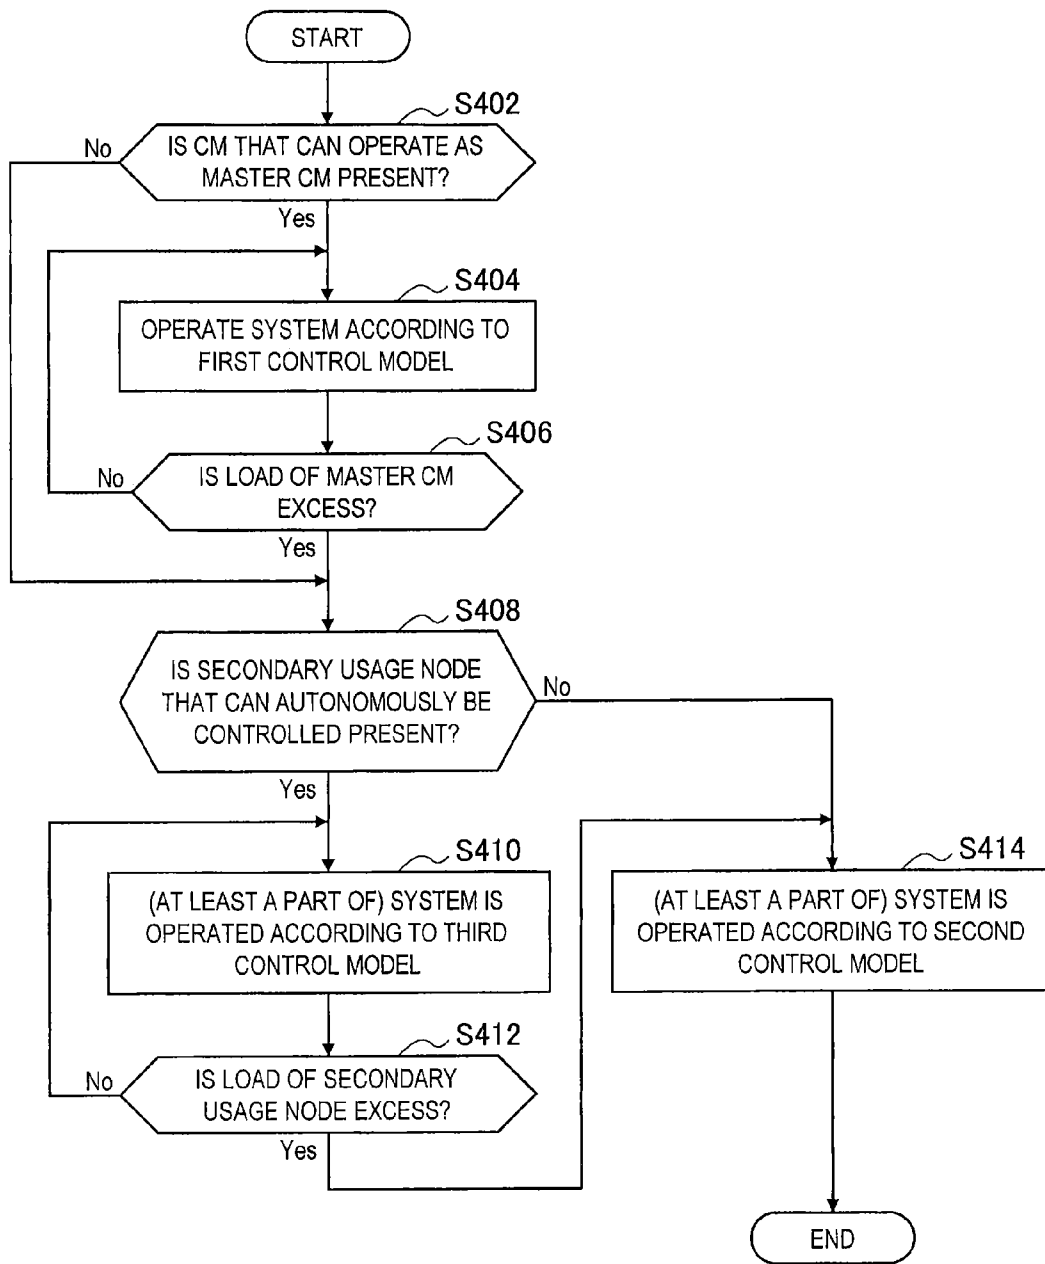 START
S402
IS CM THAT CAN OPERATE AS
MASTER CM PRESENT?
No
Yes
S404
OPERATE SYSTEM ACCORDING TO
FIRST CONTROL MODEL
S406
IS LOAD OF MASTER CM
EXCESS?
No
Yes
S408
IS SECONDARY USAGE NODE
THAT CAN AUTONOMOUSLY BE
CONTROLLED PRESENT?
No
Yes
S410
(AT LEAST A PART OF) SYSTEM IS
OPERATED ACCORDING TO THIRD
CONTROL MODEL
S414
(AT LEAST A PART OF) SYSTEM IS
OPERATED ACCORDING TO SECOND
CONTROL MODEL
S412
IS LOAD OF SECONDARY
USAGE NODE EXCESS?
No
Yes
END